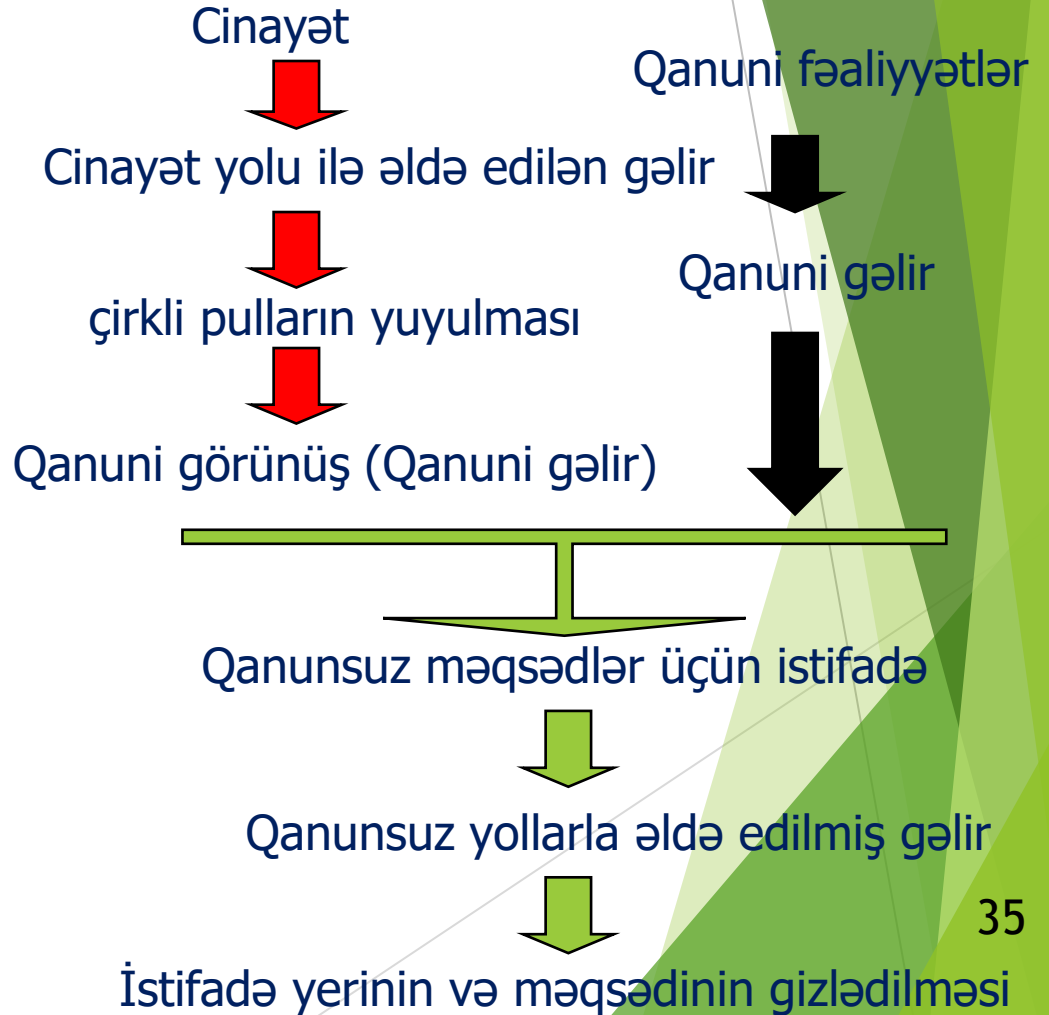 Cinayət
Qanuni fəaliyyətlər
Cinayət yolu ilə əldə edilən gəlir
Qanuni gəlir
çirkli pulların yuyulması
Qanuni görünüş (Qanuni gəlir)
Qanunsuz məqsədlər üçün istifadə
Qanunsuz yollarla əldə edilmiş gəlir
35
İstifadə yerinin və məqsədinin gizlədilməsi